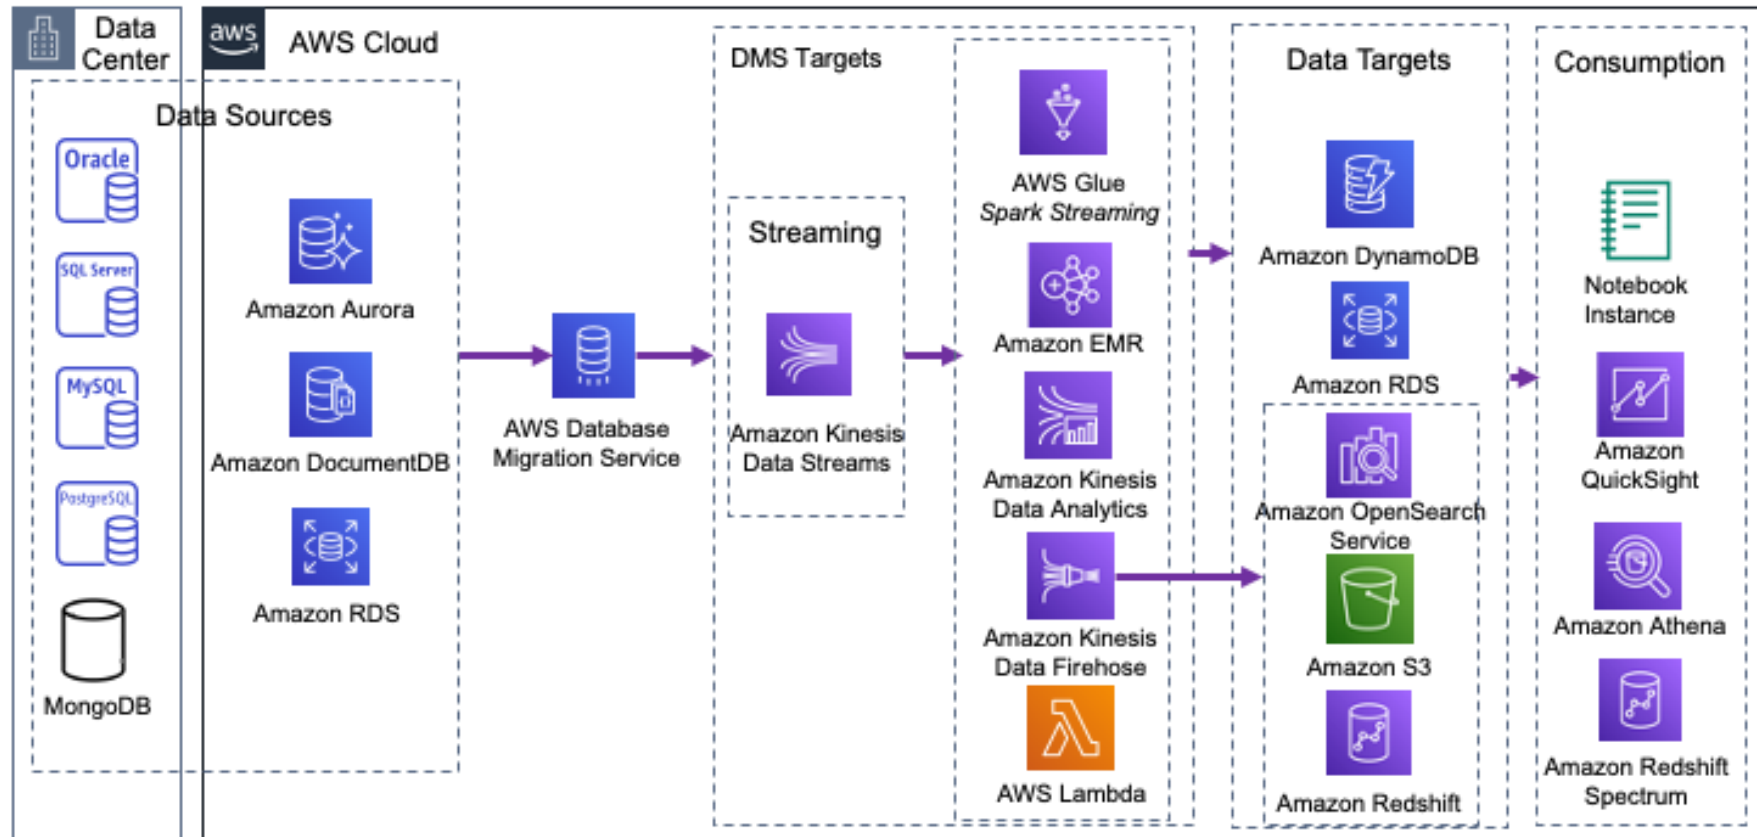 Data
Center
aws
AWS Cloud
Data Sources
Oracle
SQL Server
MySQL
PostgreSQL
MongoDB
Amazon Aurora
Amazon DocumentDB
Amazon RDS
AWS Database
Migration Service
DMS Targets
Streaming
Amazon Kinesis
Data Streams
AWS Glue
Spark Streaming
Amazon EMR
Amazon Kinesis
Data Analytics
Amazon Kinesis
Data Firehose
AWS Lambda
Data Targets
Amazon DynamoDB
Amazon RDS
Amazon OpenSearch
Service
Amazon S3
Amazon Redshift
Consumption
Notebook
Instance
Amazon
QuickSight
Amazon Athena
Amazon Redshift
Spectrum